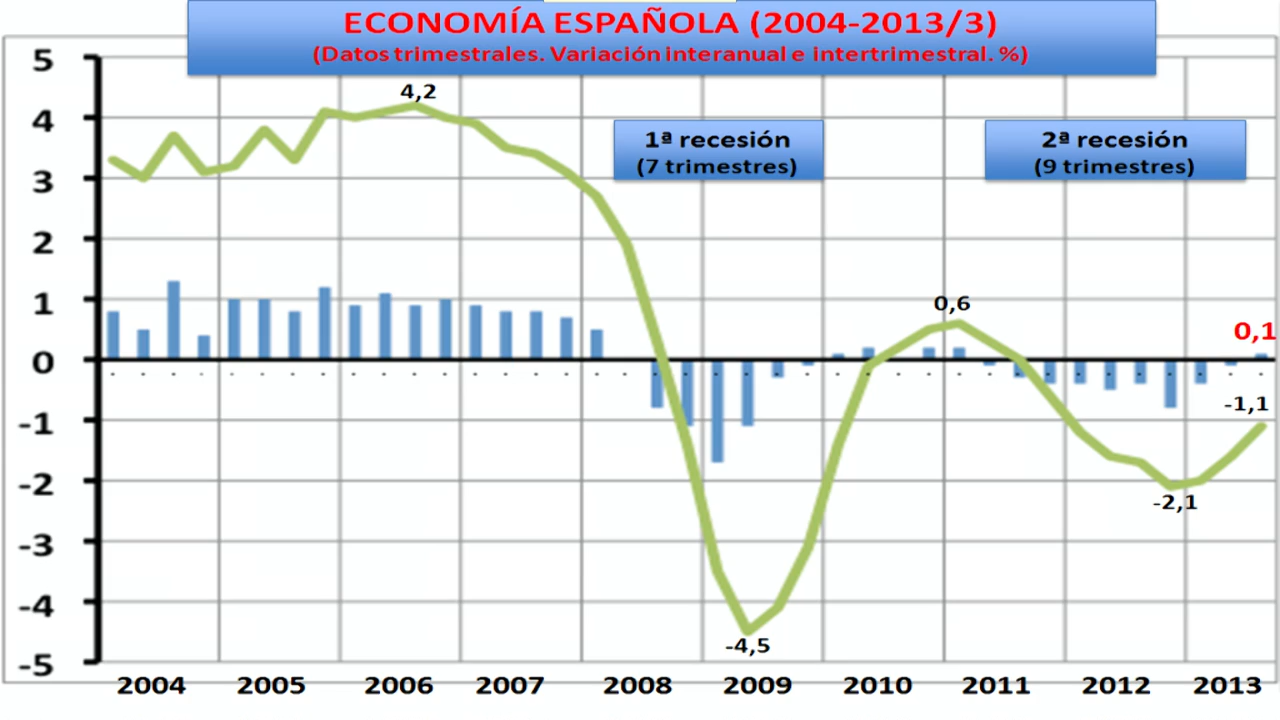 ECONOMÍA ESPAÑOLA (2004-2013/3)
(Datos trimestrales. Variación interanual e intertrimestral. %)
5
4,2
4
1ª recesión
(7 trimestres)
2ª recesión
(9 trimestres)
3
2
1
0,6
0,1
0
-1,1
-1
-2
-2,1
-3
-4
-4,5
-5
2004 2005 2006 2007 2008 2009 2010 2011 2012 2013